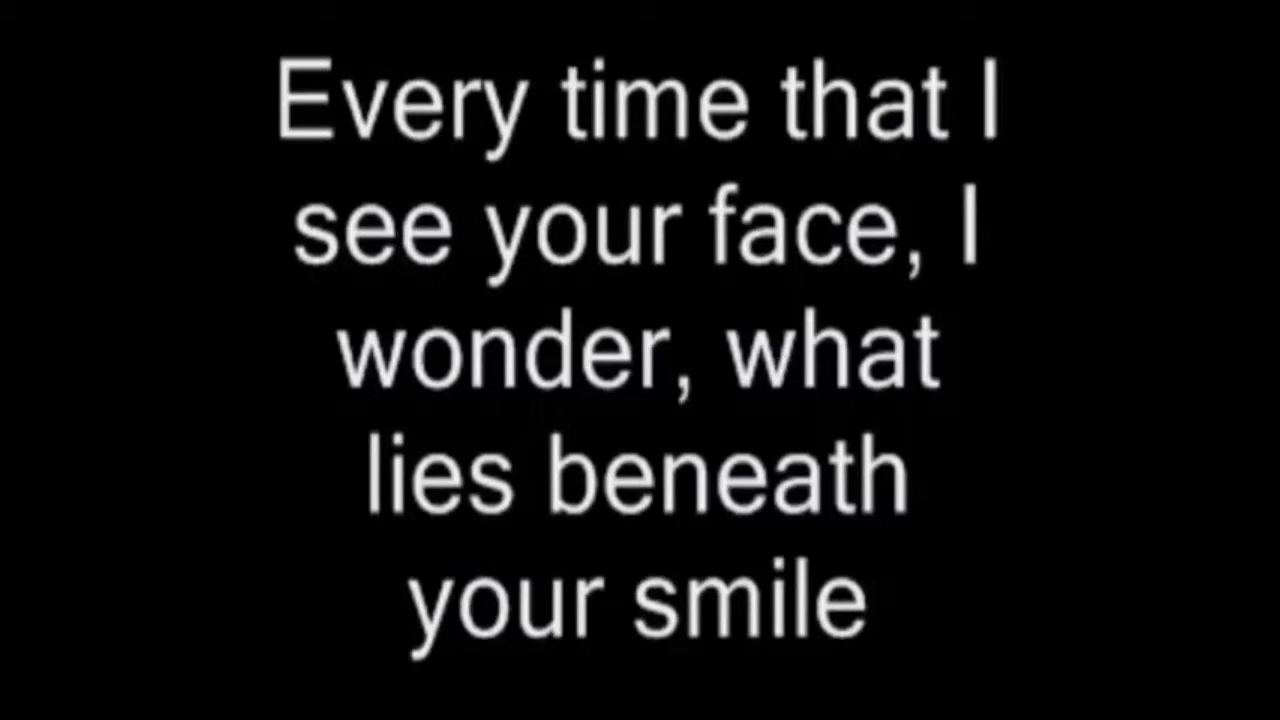 Every time that I
see your face, I
wonder, what
lies beneath
your smile